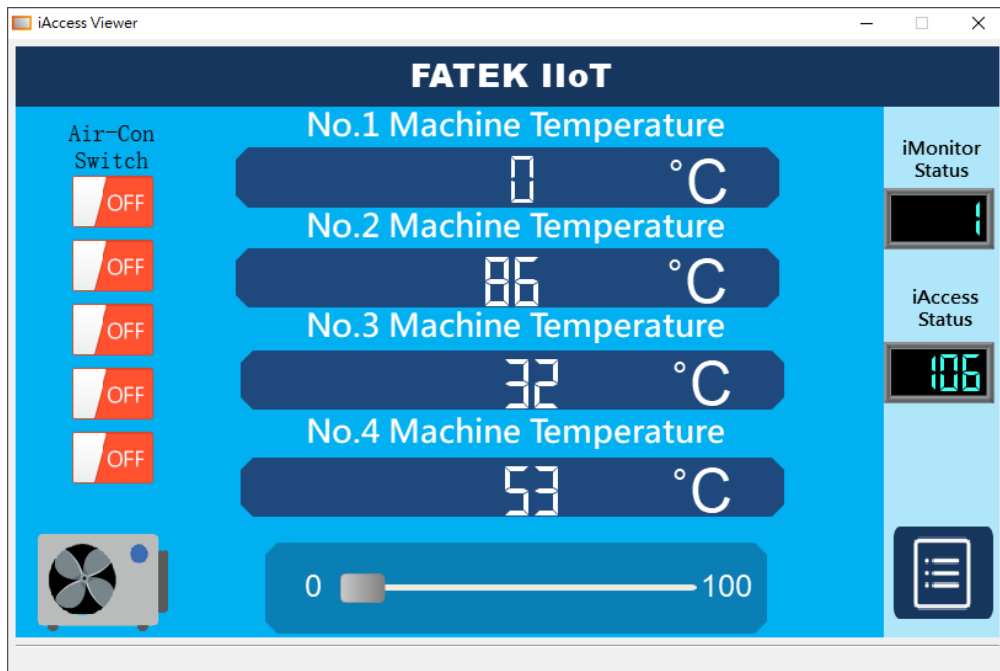 iAccess Viewer
FATEK IIoT
Air-Con
Switch
OFF
OFF
OFF
OFF
OFF
No.1 Machine Temperature
0 °C
No.2 Machine Temperature
86 °C
No.3 Machine Temperature
32 °C
No.4 Machine Temperature
53 °C
0 100
iMonitor
Status
1
iAccess
Status
106